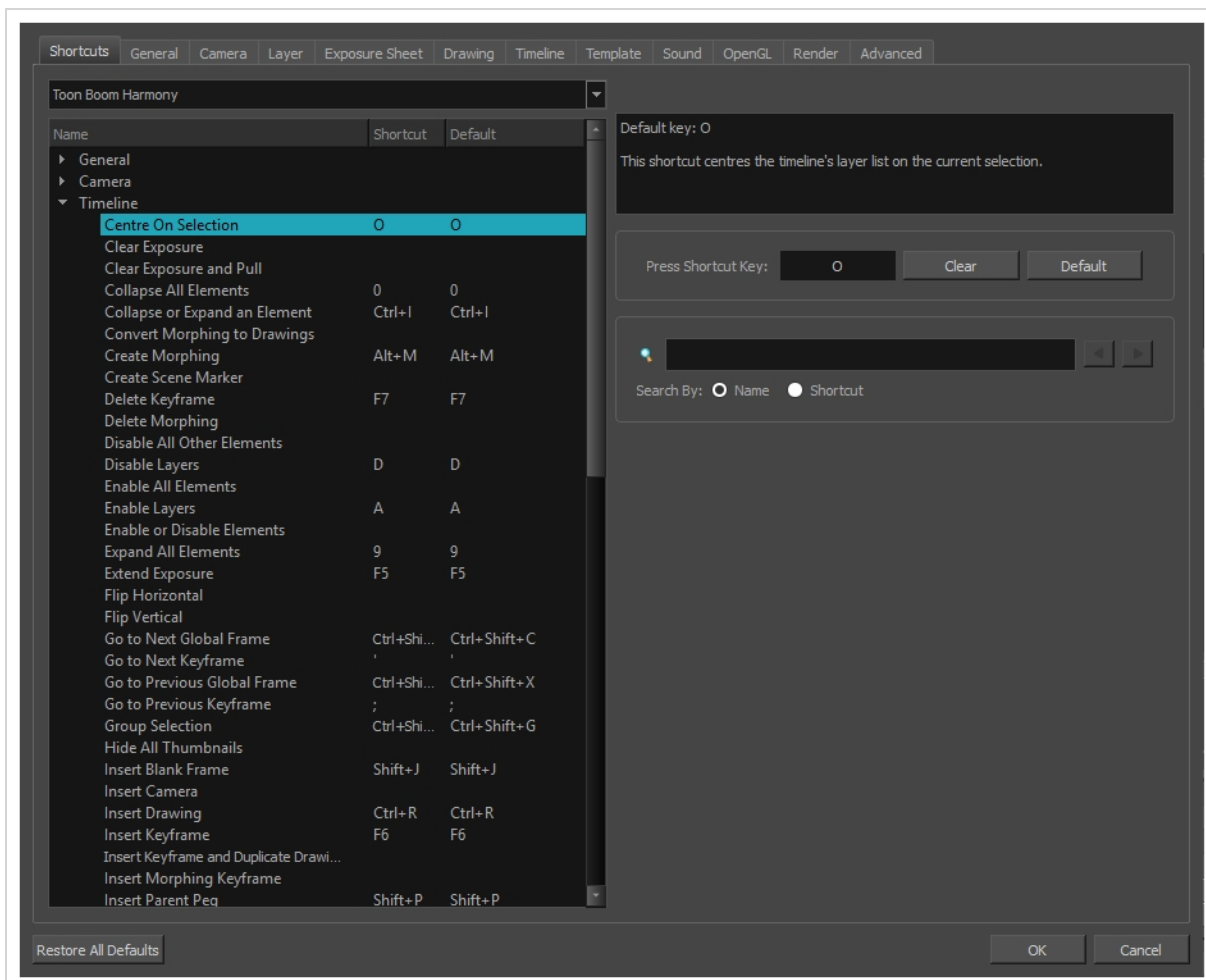 Shortcuts General Camera Layer Exposure Sheet Drawing Timeline Template Sound OpenGL Render Advanced
Toon Boom Harmony
Name Shortcut Default
General
Camera
Timeline
Centre On Selection O O
Clear Exposure
Clear Exposure and Pull
Collapse All Elements 0 0
Collapse or Expand an Element Ctrl+I Ctrl+I
Convert Morphing to Drawings
Create Morphing Alt+M Alt+M
Create Scene Marker
Delete Keyframe F7 F7
Delete Morphing
Disable All Other Elements
Disable Layers D D
Enable All Elements
Enable Layers A A
Enable or Disable Elements
Expand All Elements 9 9
Extend Exposure F5 F5
Flip Horizontal
Flip Vertical
Go to Next Global Frame Ctrl+Shi... Ctrl+Shift+C
Go to Next Keyframe ' '
Go to Previous Global Frame Ctrl+Shi... Ctrl+Shift+X
Go to Previous Keyframe ; ;
Group Selection Ctrl+Shi... Ctrl+Shift+G
Hide All Thumbnails
Insert Blank Frame Shift+J Shift+J
Insert Camera
Insert Drawing Ctrl+R Ctrl+R
Insert Keyframe F6 F6
Insert Keyframe and Duplicate Drawi...
Insert Morphing Keyframe
Insert Parent Peg Shift+P Shift+P
Default key: O
This shortcut centres the timeline's layer list on the current selection.
Press Shortcut Key: O Clear Default
Search By: Name Shortcut
Restore All Defaults OK Cancel